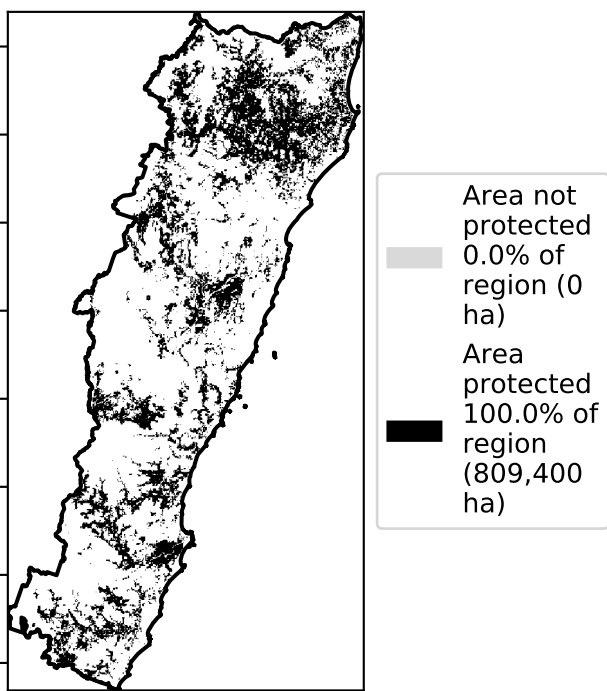 Area not
protected
0.0% of
region (0
ha)
Area
protected
100.0% of
region
(809,400
ha)